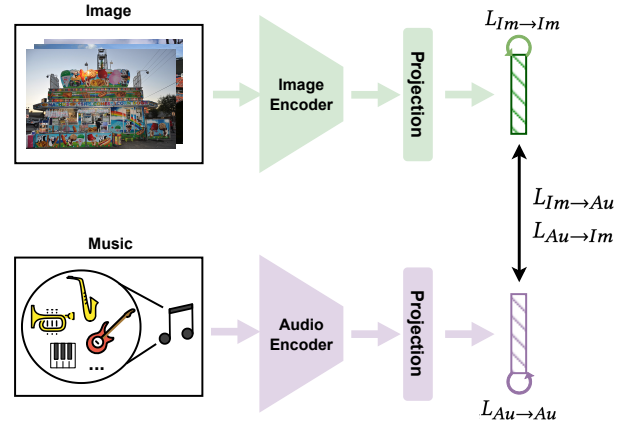 Image
Image
Encoder
Projection
L_{Im→Im}
L_{Im→Au}
L_{Au→Im}
Music
...
Audio
Encoder
Projection
L_{Au→Au}